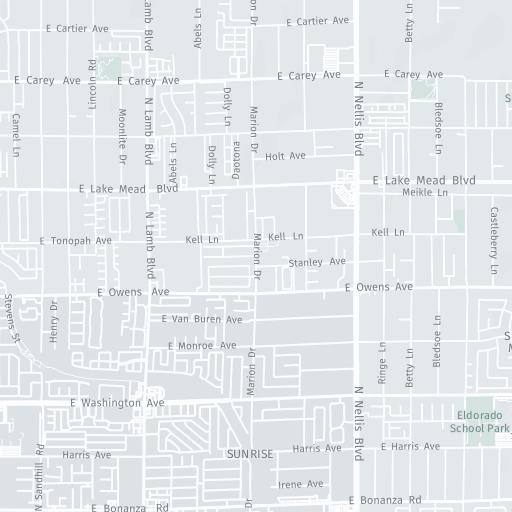 Abels Ln
Marion Dr
E Cartier Ave
Betty Ln
E Cartier Ave
N Lamb Blvd
E Carey Ave
E Carey Ave
E Carey Ave
Lincoln Rd
Dolly Ln
N Nellis Blvd
S
Camel Ln
Moonlite Dr
N Lamb Blvd
Marion Dr
Bledsoe Ln
Abels Ln
Dolly Ln
Daotona
Holt Ave
E Lake Mead Blvd
E Lake Mead Blvd
Meikle Ln
N Lamb Blvd
Castleberry Ln
E Tonopah Ave
Kell Ln
Kell Ln
Kell Ln
Marion Dr
Stanley Ave
E Owens Ave
E Owens Ave
Stevens St
Henry Dr
E Van Buren Ave
Bledsoe Ln
S
E Monroe Ave
Ringe Ln
Betty Ln
Marion Dr
E Washington Ave
N Nellis Blvd
Eldorado
School Park
Harris Ave
E Harris Ave
Harris Ave
SUNRISE
N Sandhill Rd
Irene Ave
E Bonanza Rd
E Bonanza Rd
Dr